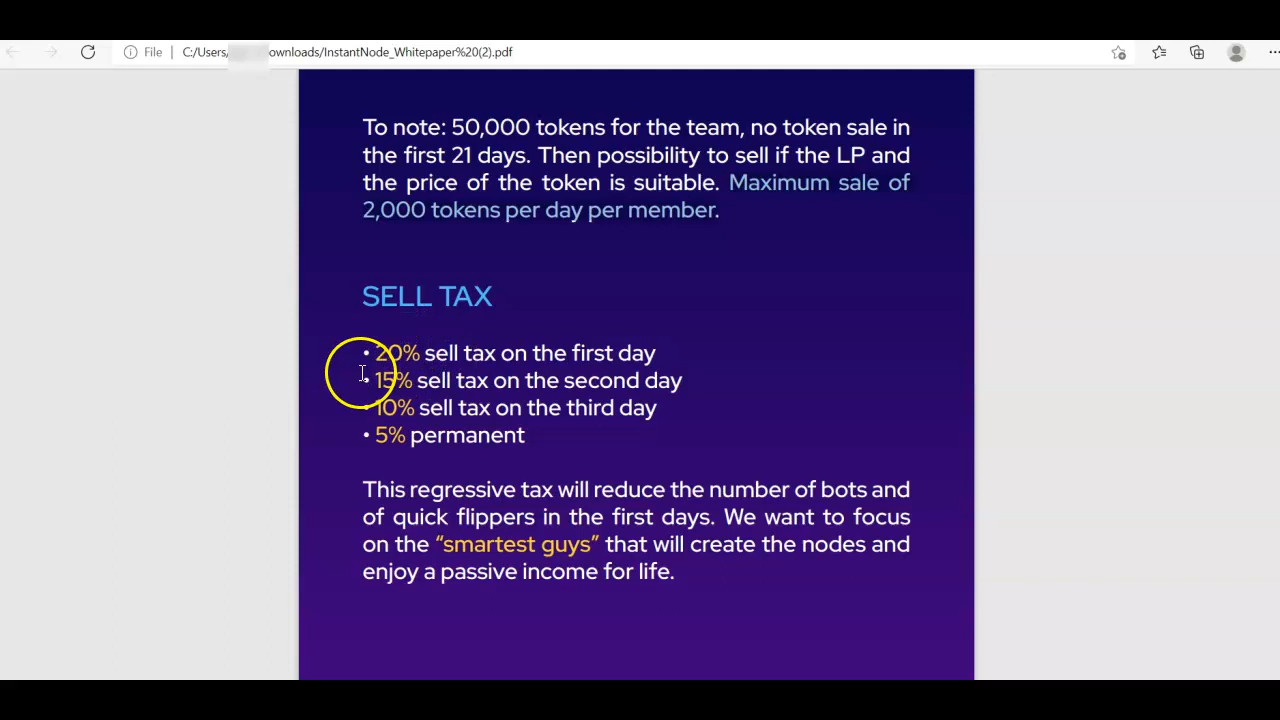 File C:/Users/ ownloads/InstantNode_Whitepaper%20(2).pdf
To note: 50,000 tokens for the team, no token sale in
the first 21 days. Then possibility to sell if the LP and
the price of the token is suitable. Maximum sale of
2,000 tokens per day per member.
SELL TAX
• 20% sell tax on the first day
• 15% sell tax on the second day
• 10% sell tax on the third day
• 5% permanent
This regressive tax will reduce the number of bots and
of quick flippers in the first days. We want to focus
on the “smartest guys” that will create the nodes and
enjoy a passive income for life.